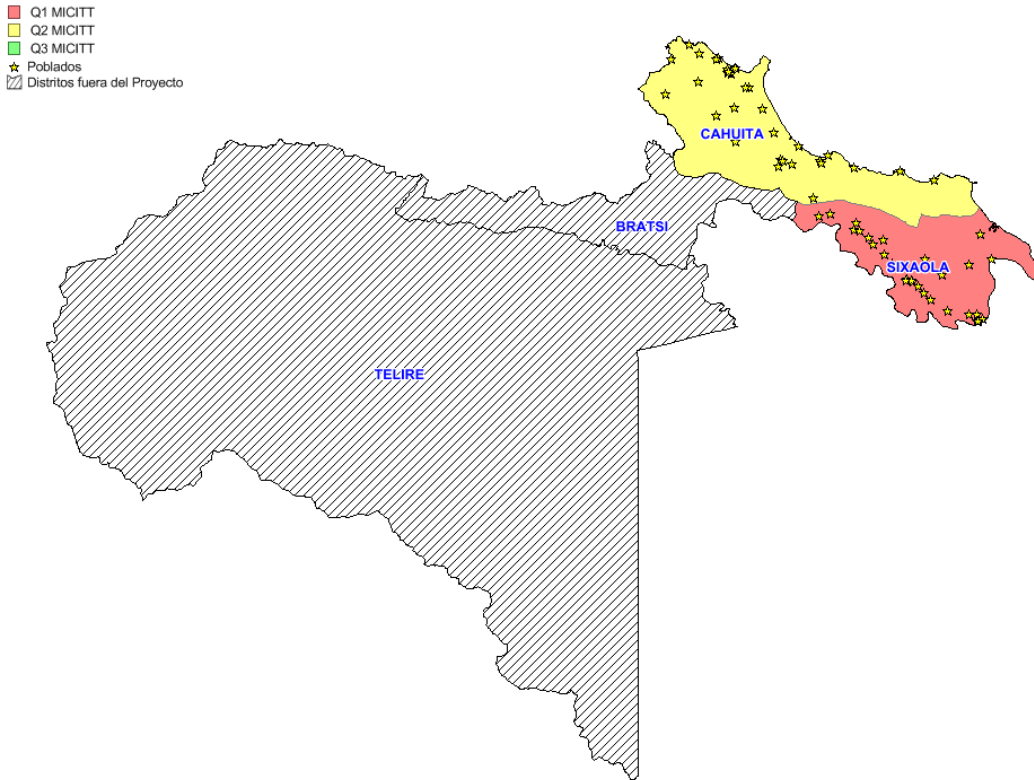 Q1 MICITT
Q2 MICITT
Q3 MICITT
Poblados
Distritos fuera del Proyecto
CAHUITA
BRATSI
SIXAOLA
TELIRE